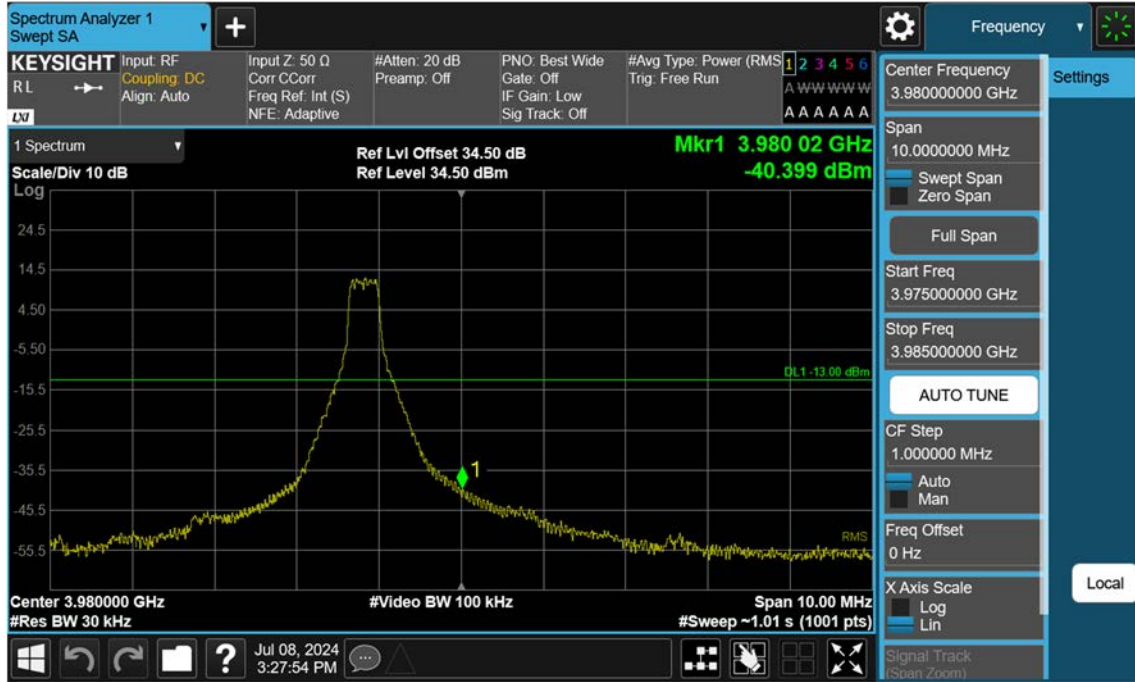 Spectrum Analyzer 1
Swept SA
Frequency
KEYSIGHT
R L
LXI
Input: RF
Coupling: DC
Align: Auto
Input Z: 50 Ω
Corr CCorr
Freq Ref: Int (S)
NFE: Adaptive
#Atten: 20 dB
Preamp: Off
PNO: Best Wide
Gate: Off
IF Gain: Low
Sig Track: Off
#Avg Type: Power (RMS
Trig: Free Run
1 2 3 4 5 6
A W W W W W
A A A A A A
1 Spectrum
Scale/Div 10 dB
Log
Ref Lvl Offset 34.50 dB
Ref Level 34.50 dBm
Mkr1 3.980 02 GHz
-40.399 dBm
24.5
14.5
4.50
-5.50
DL1 -13.00 dBm
-15.5
-25.5
-35.5
1
-45.5
RMS
-55.5
Center 3.980000 GHz
#Video BW 100 kHz
Span 10.00 MHz
#Res BW 30 kHz
#Sweep ~1.01 s (1001 pts)
Jul 08, 2024
3:27:54 PM
Settings
Center Frequency
3.980000000 GHz
Span
10.0000000 MHz
Swept Span
Zero Span
Full Span
Start Freq
3.975000000 GHz
Stop Freq
3.985000000 GHz
AUTO TUNE
CF Step
1.000000 MHz
Auto
Man
Freq Offset
0 Hz
X Axis Scale
Log
Lin
Signal Track
(Span Zoom)
Local